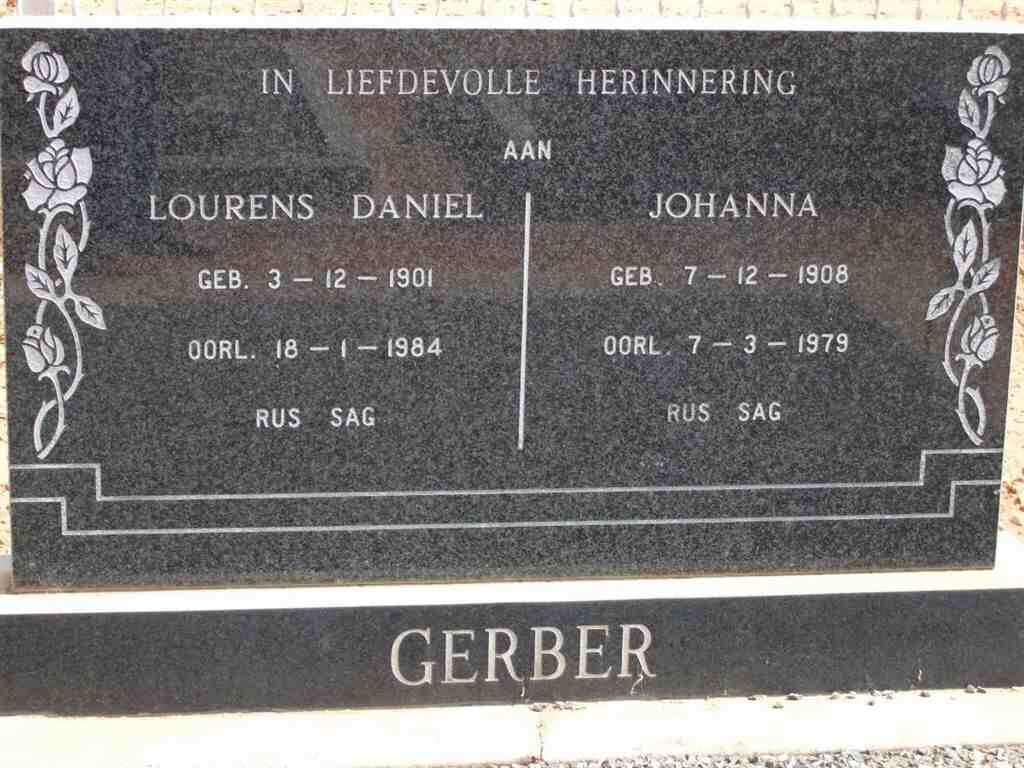 IN LIEFDEVOLLE HERINNERING
AAN
LOURENS DANIEL
GEB. 3 - 12 - 1901
OORL. 18 - 1 - 1984
RUS SAG
JOHANNA
GEB. 7 - 12 - 1908
OORL. 7 - 3 - 1979
RUS SAG
GERBER